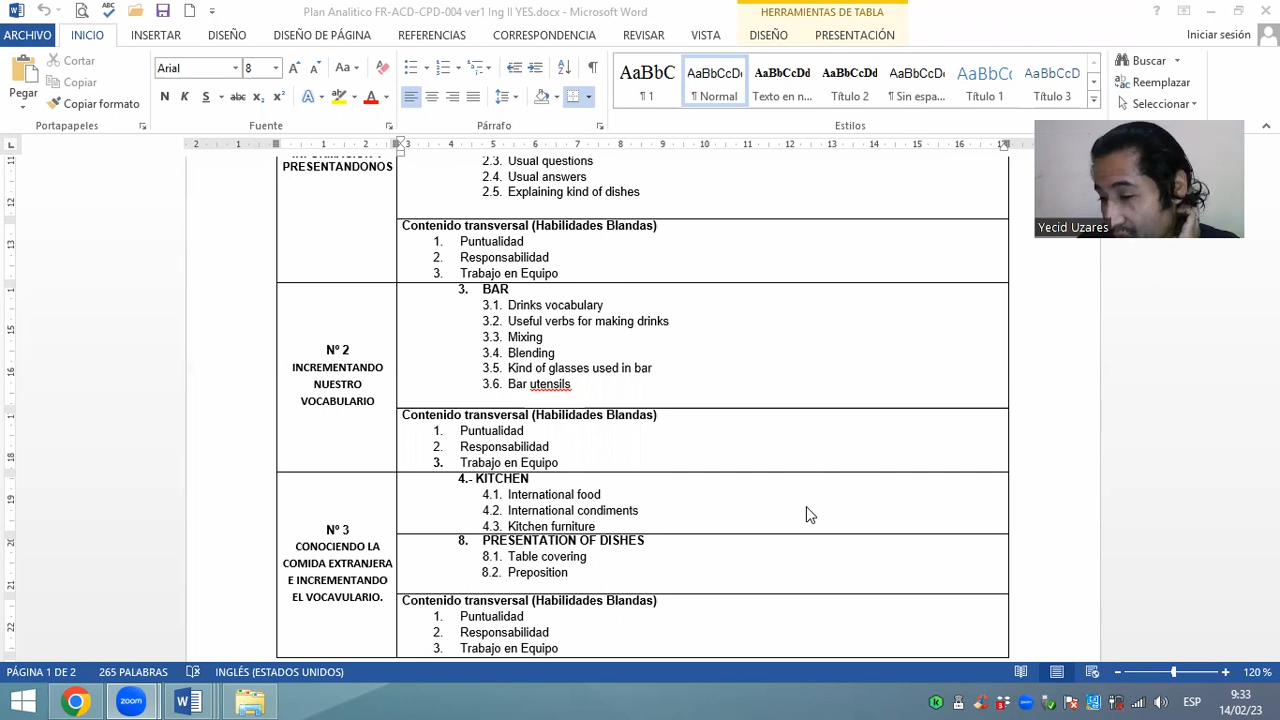 Plan Analitico FR-ACD-CPD-004 ver1 Ing II YES.docx - Microsoft Word
HERRAMIENTAS DE TABLA
ARCHIVO INICIO INSERTAR DISEÑO DISEÑO DE PÁGINA REFERENCIAS CORRESPONDENCIA REVISAR VISTA DISEÑO PRESENTACIÓN Iniciar sesión
Pegar
Cortar
Copiar
Copiar formato
Portapapeles
Arial 8
Fuente
Párrafo
AaBbC AaBbCcDc AaBbCcDd AaBbCcDd AaBbCcDd AaBbC AaBbCcD
¶ 1 ¶ Normal Texto en n... Título 2 ¶ Sin espa... Título 1 Título 3
Estilos
Buscar
Reemplazar
Seleccionar
Yecid Uzares
PRESENTANDONOS
2.3. Usual questions
2.4. Usual answers
2.5. Explaining kind of dishes
Contenido transversal (Habilidades Blandas)
1. Puntualidad
2. Responsabilidad
3. Trabajo en Equipo
Nº 2
INCREMENTANDO
NUESTRO
VOCABULARIO
3. BAR
3.1. Drinks vocabulary
3.2. Useful verbs for making drinks
3.3. Mixing
3.4. Blending
3.5. Kind of glasses used in bar
3.6. Bar utensils
Contenido transversal (Habilidades Blandas)
1. Puntualidad
2. Responsabilidad
3. Trabajo en Equipo
Nº 3
CONOCIENDO LA
COMIDA EXTRANJERA
E INCREMENTANDO
EL VOCAVULARIO.
4.- KITCHEN
4.1. International food
4.2. International condiments
4.3. Kitchen furniture
8. PRESENTATION OF DISHES
8.1. Table covering
8.2. Preposition
Contenido transversal (Habilidades Blandas)
1. Puntualidad
2. Responsabilidad
3. Trabajo en Equipo
PÁGINA 1 DE 2 265 PALABRAS INGLÉS (ESTADOS UNIDOS) 120 %
zoom
ESP
9:33
14/02/23